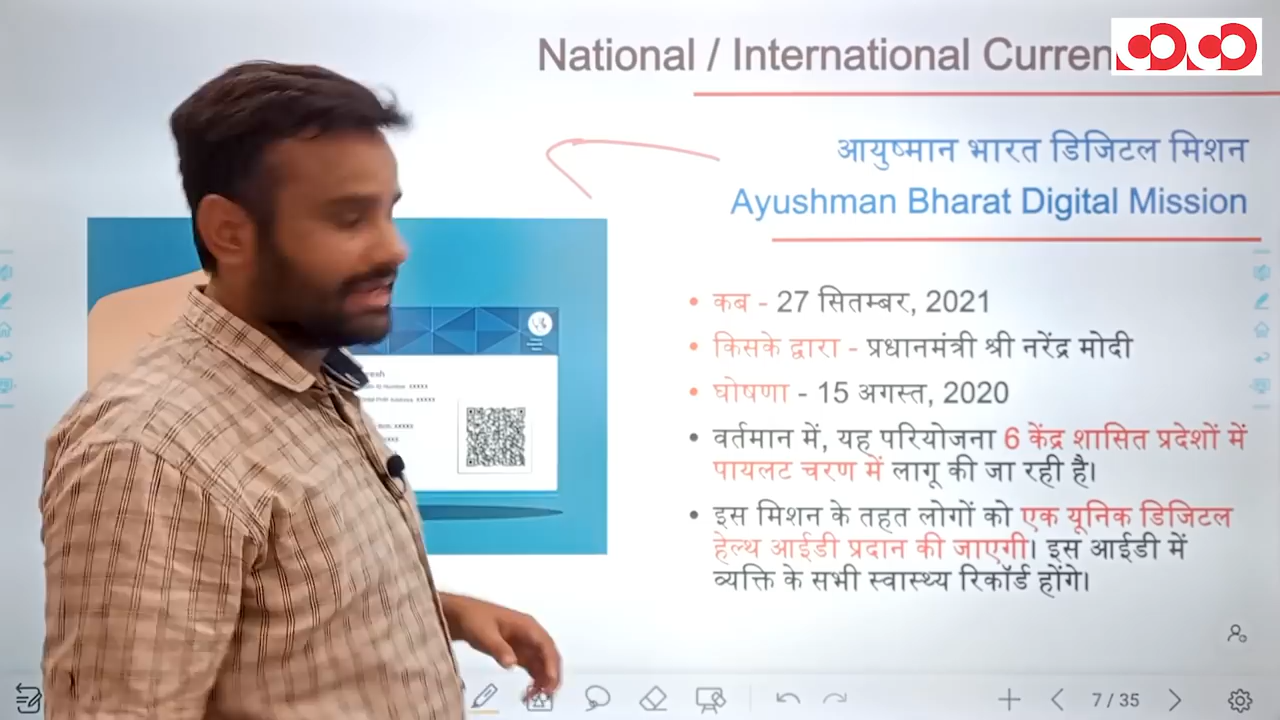 National / International Curren
आयुष्मान भारत डिजिटल मिशन
Ayushman Bharat Digital Mission
• कब - 27 सितम्बर, 2021
• किसके द्वारा - प्रधानमंत्री श्री नरेंद्र मोदी
• घोषणा - 15 अगस्त, 2020
• वर्तमान में, यह परियोजना 6 केंद्र शासित प्रदेशों में
पायलट चरण में लागू की जा रही है।
• इस मिशन के तहत लोगों को एक यूनिक डिजिटल
हेल्थ आईडी प्रदान की जाएगी। इस आईडी में
व्यक्ति के सभी स्वास्थ्य रिकॉर्ड होंगे।
7 / 35